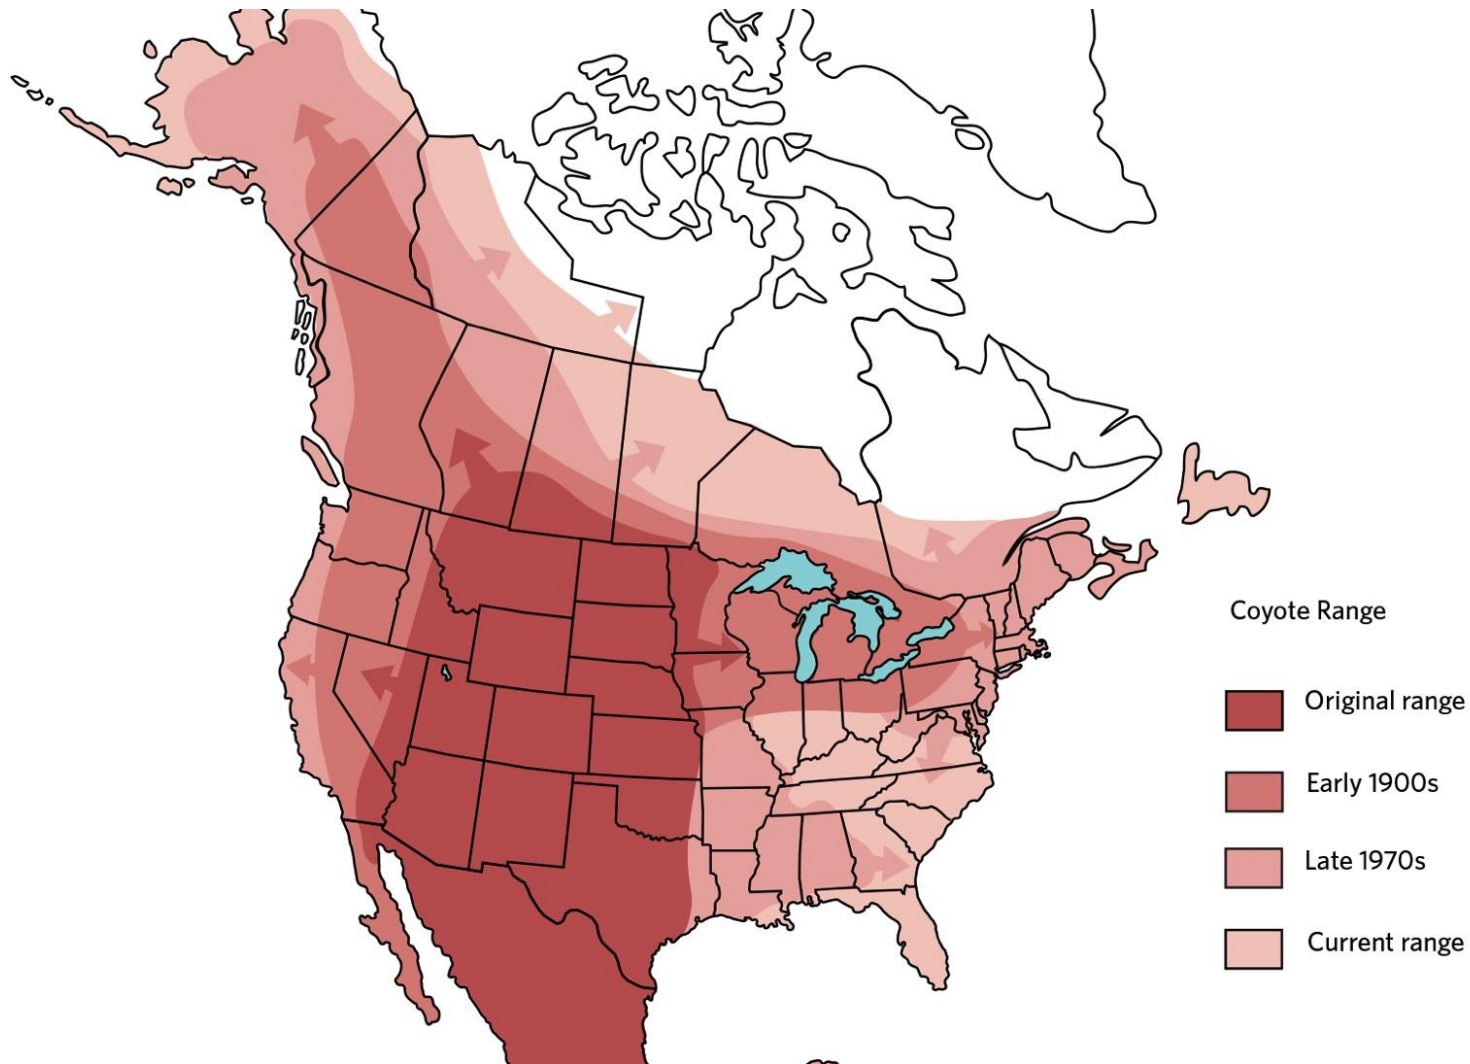 Coyote Range
Original range
Early 1900s
Late 1970s
Current range